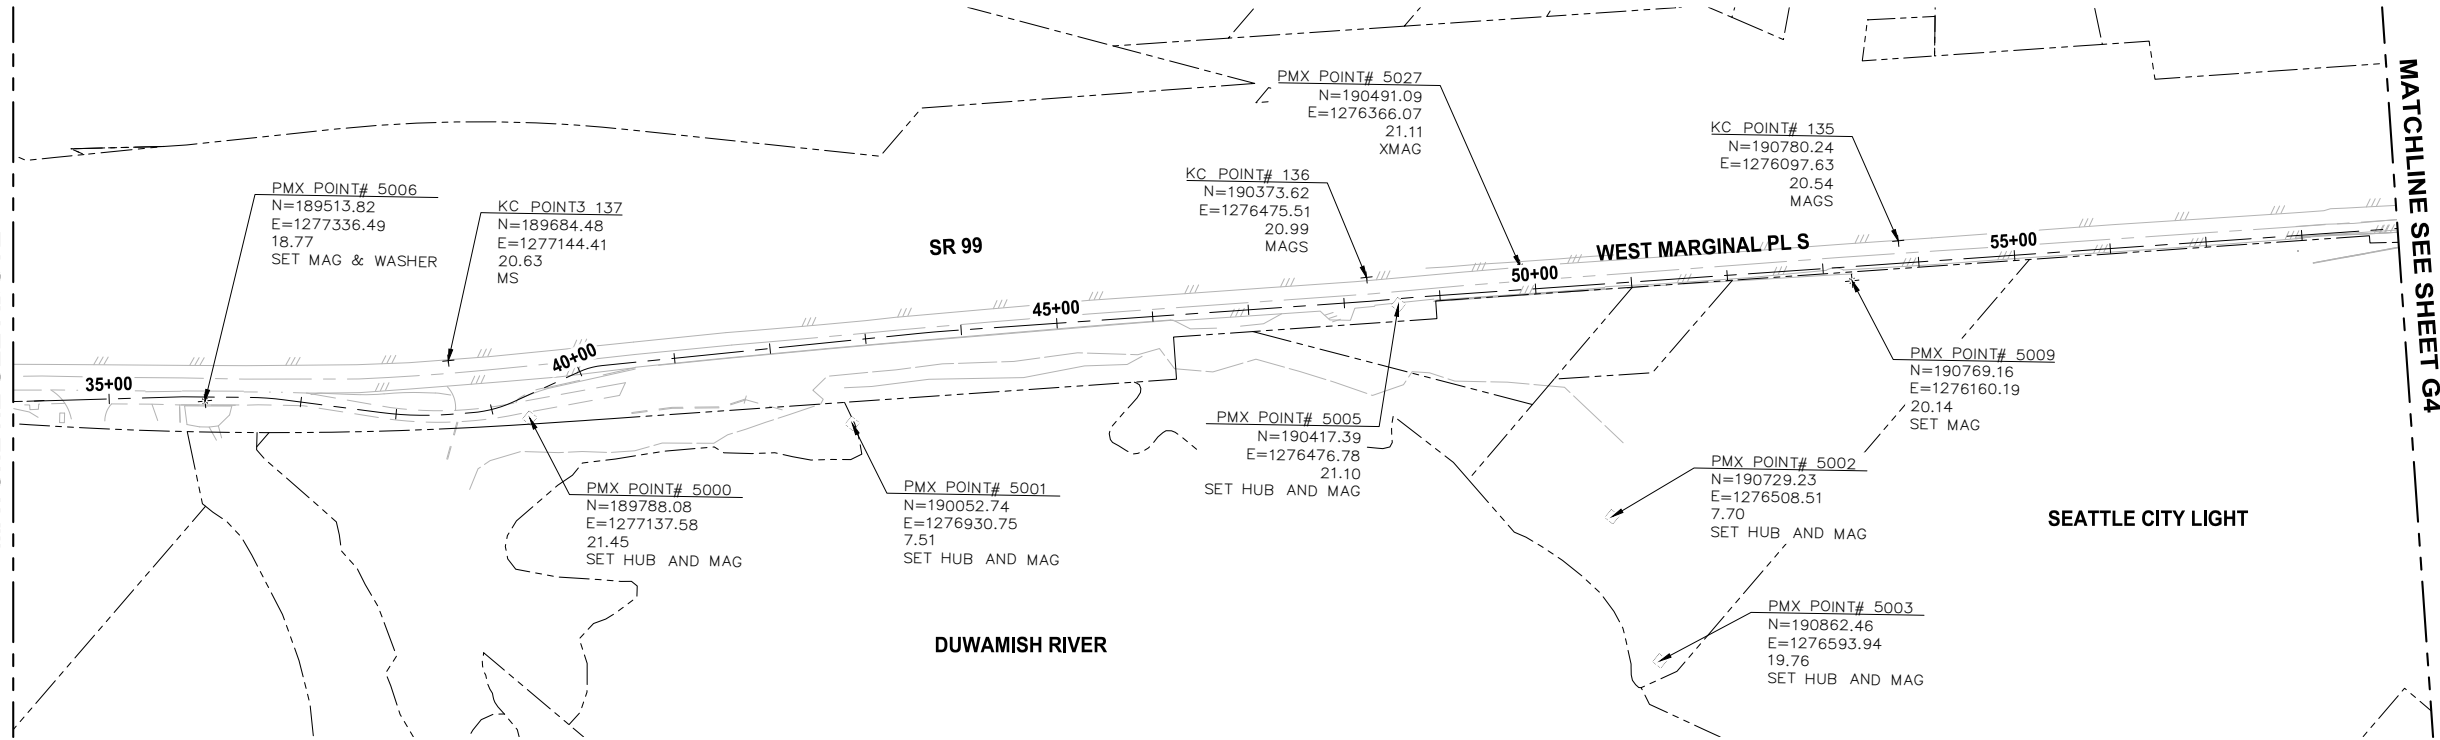 PMX POINT# 5027
N=190491.09
E=1276366.07
21.11
XMAG
KC POINT# 135
N=190780.24
E=1276097.63
20.54
MAGS
MATCHLINE SEE SHEET G4
KC POINT# 136
N=190373.62
E=1276475.51
20.99
MAGS
PMX POINT# 5006
N=189513.82
E=1277336.49
18.77
SET MAG & WASHER
KC POINT3 137
N=189684.48
E=1277144.41
20.63
MS
SR 99
WEST MARGINAL PL S
35+00
40+00
45+00
50+00
55+00
PMX POINT# 5009
N=190769.16
E=1276160.19
20.14
SET MAG
PMX POINT# 5005
N=190417.39
E=1276476.78
21.10
SET HUB AND MAG
PMX POINT# 5002
N=190729.23
E=1276508.51
7.70
SET HUB AND MAG
PMX POINT# 5000
N=189788.08
E=1277137.58
21.45
SET HUB AND MAG
PMX POINT# 5001
N=190052.74
E=1276930.75
7.51
SET HUB AND MAG
SEATTLE CITY LIGHT
PMX POINT# 5003
N=190862.46
E=1276593.94
19.76
SET HUB AND MAG
DUWAMISH RIVER